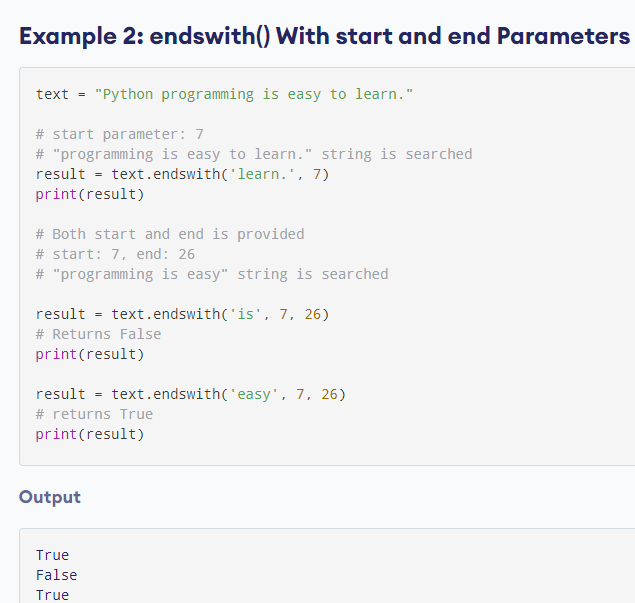 Example 2: endswith() With start and end Parameters
text = "Python programming is easy to learn."
# start parameter: 7
# "programming is easy to learn." string is searched
result = text.endswith('learn.', 7)
print(result)
# Both start and end is provided
# start: 7, end: 26
# "programming is easy" string is searched
result = text.endswith('is', 7, 26)
# Returns False
print(result)
result = text.endswith('easy', 7, 26)
# returns True
print(result)
Output
True
False
True